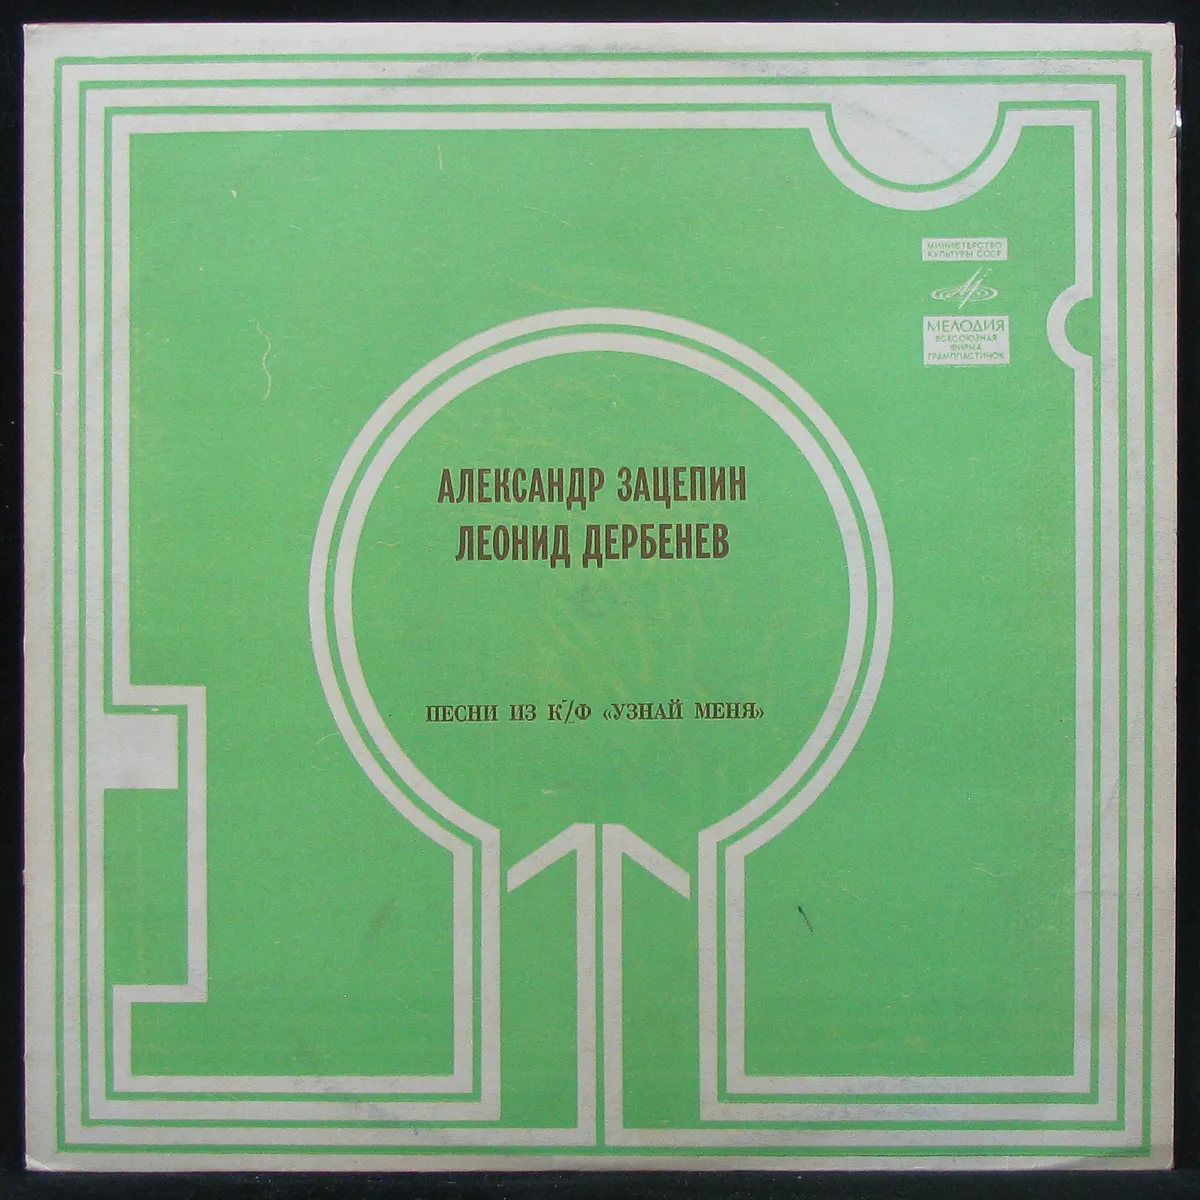 МИНИСТЕРСТВО
КУЛЬТУРЫ СССР
МЕЛОДИЯ
ВСЕСОЮЗНАЯ
ФИРМА
ГРАМПЛАСТИНОК
АЛЕКСАНДР ЗАЦЕПИН
ЛЕОНИД ДЕРБЕНЕВ
ПЕСНИ ИЗ К/Ф «УЗНАЙ МЕНЯ»